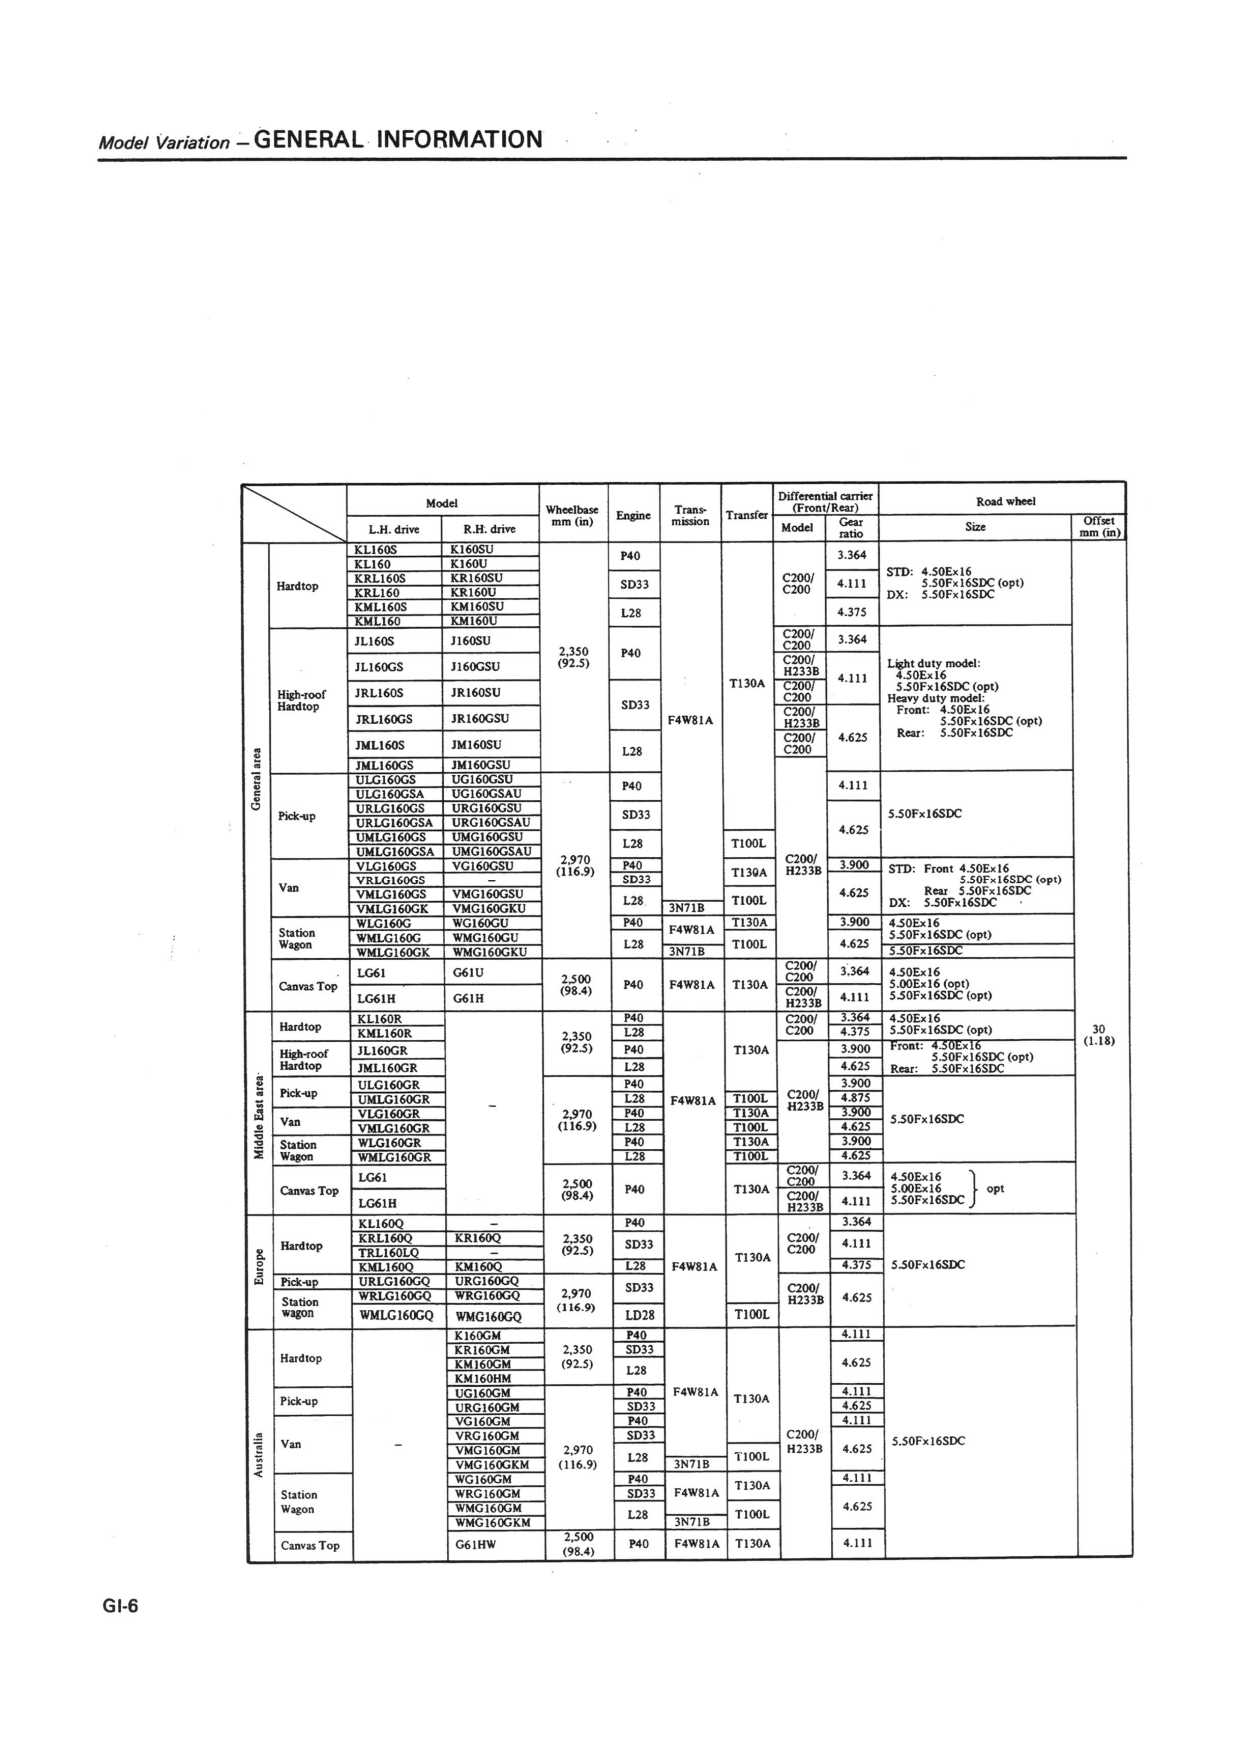 Model Variation – GENERAL INFORMATION
Model
Wheelbase mm (in)
Engine
Trans-mission
Transfer
Differential carrier (Front/Rear)
Road wheel
L.H. drive R.H. drive Model Gear ratio Size Offset mm (in)
General area
Hardtop
KL160S K160SU P40 3.364
KL160 K160U
KRL160S KR160SU SD33 C200/ C200 4.111 STD: 4.50Ex16
KRL160 KR160U 5.50Fx16SDC (opt)
KML160S KM160SU L28 4.375 DX: 5.50Fx16SDC
KML160 KM160U
2,350 (92.5)
F4W81A
T130A
High-roof Hardtop
JL160S J160SU P40 C200/ C200 3.364
JL160GS J160GSU C200/ H233B 4.111
JRL160S JR160SU SD33 C200/ C200
JRL160GS JR160GSU C200/ H233B 4.625
JML160S JM160SU L28 C200/ C200
JML160GS JM160GSU
Light duty model:
4.50Ex16
5.50Fx16SDC (opt)
Heavy duty model:
Front: 4.50Ex16
5.50Fx16SDC (opt)
Rear: 5.50Fx16SDC
Pick-up
ULG160GS UG160GSU P40 4.111
ULG160GSA UG160GSAU
URLG160GS URG160GSU SD33 4.625 5.50Fx16SDC
URLG160GSA URG160GSAU
UMLG160GS UMG160GSU L28 T100L
UMLG160GSA UMG160GSAU
2,970 (116.9)
C200/ H233B
Van
VLG160GS VG160GSU P40 T130A 3.900 STD: Front 4.50Ex16
VRLG160GS – SD33 5.50Fx16SDC (opt)
VMLG160GS VMG160GSU L28 T100L 4.625 Rear 5.50Fx16SDC
VMLG160GK VMG160GKU 3N71B DX: 5.50Fx16SDC
Station Wagon
WLG160G WG160GU P40 F4W81A T130A 3.900 4.50Ex16
WMLG160G WMG160GU L28 T100L 4.625 5.50Fx16SDC (opt)
WMLG160GK WMG160GKU 3N71B 5.50Fx16SDC
Canvas Top
LG61 G61U 2,500 (98.4) P40 F4W81A T130A C200/ C200 3.364 4.50Ex16
5.00Ex16 (opt)
LG61H G61H C200/ H233B 4.111 5.50Fx16SDC (opt)
30 (1.18)
Middle East area
Hardtop
KL160R P40 C200/ C200 3.364 4.50Ex16
KML160R L28 4.375 5.50Fx16SDC (opt)
2,350 (92.5)
T130A
High-roof Hardtop
JL160GR P40 3.900 Front: 4.50Ex16
5.50Fx16SDC (opt)
JML160GR L28 4.625 Rear: 5.50Fx16SDC
–
F4W81A
C200/ H233B
Pick-up
ULG160GR P40 3.900
UMLG160GR L28 T100L 4.875
2,970 (116.9)
5.50Fx16SDC
Van
VLG160GR P40 T130A 3.900
VMLG160GR L28 T100L 4.625
Station Wagon
WLG160GR P40 T130A 3.900
WMLG160GR L28 T100L 4.625
Canvas Top
LG61 2,500 (98.4) P40 T130A C200/ C200 3.364 4.50Ex16
5.00Ex16 opt
LG61H C200/ H233B 4.111 5.50Fx16SDC
Europe
Hardtop
KL160Q – P40 3.364
KRL160Q KR160Q 2,350 (92.5) SD33 C200/ C200 4.111
TRL160LQ – T130A
KML160Q KM160Q L28 F4W81A 4.375 5.50Fx16SDC
Pick-up URLG160GQ URG160GQ SD33 C200/ H233B 4.625
Station wagon
WRLG160GQ WRG160GQ 2,970 (116.9)
WMLG160GQ WMG160GQ LD28 T100L
Australia
Hardtop
K160GM P40 4.111
KR160GM 2,350 (92.5) SD33
KM160GM L28 4.625
KM160HM
F4W81A
T130A
Pick-up
UG160GM P40 4.111
URG160GM SD33 4.625
Van
VG160GM P40 4.111
VRG160GM SD33 C200/ H233B 5.50Fx16SDC
– VMG160GM 2,970 (116.9) L28 T100L 4.625
VMG160GKM 3N71B
Station Wagon
WG160GM P40 F4W81A T130A 4.111
WRG160GM SD33
WMG160GM L28 T100L 4.625
WMG160GKM 3N71B
Canvas Top G61HW 2,500 (98.4) P40 F4W81A T130A 4.111
GI-6